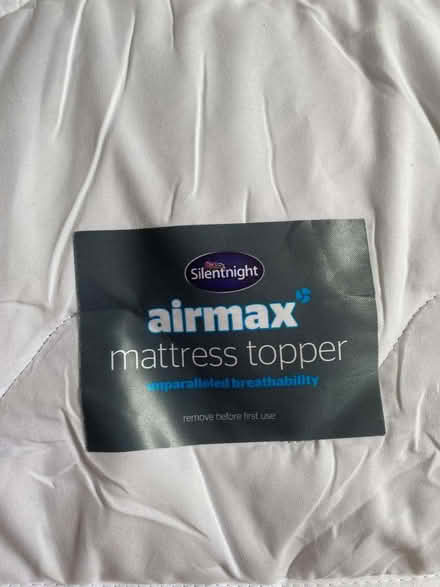 Silentnight
airmax
mattress topper
unparalleled breathability
remove before first use